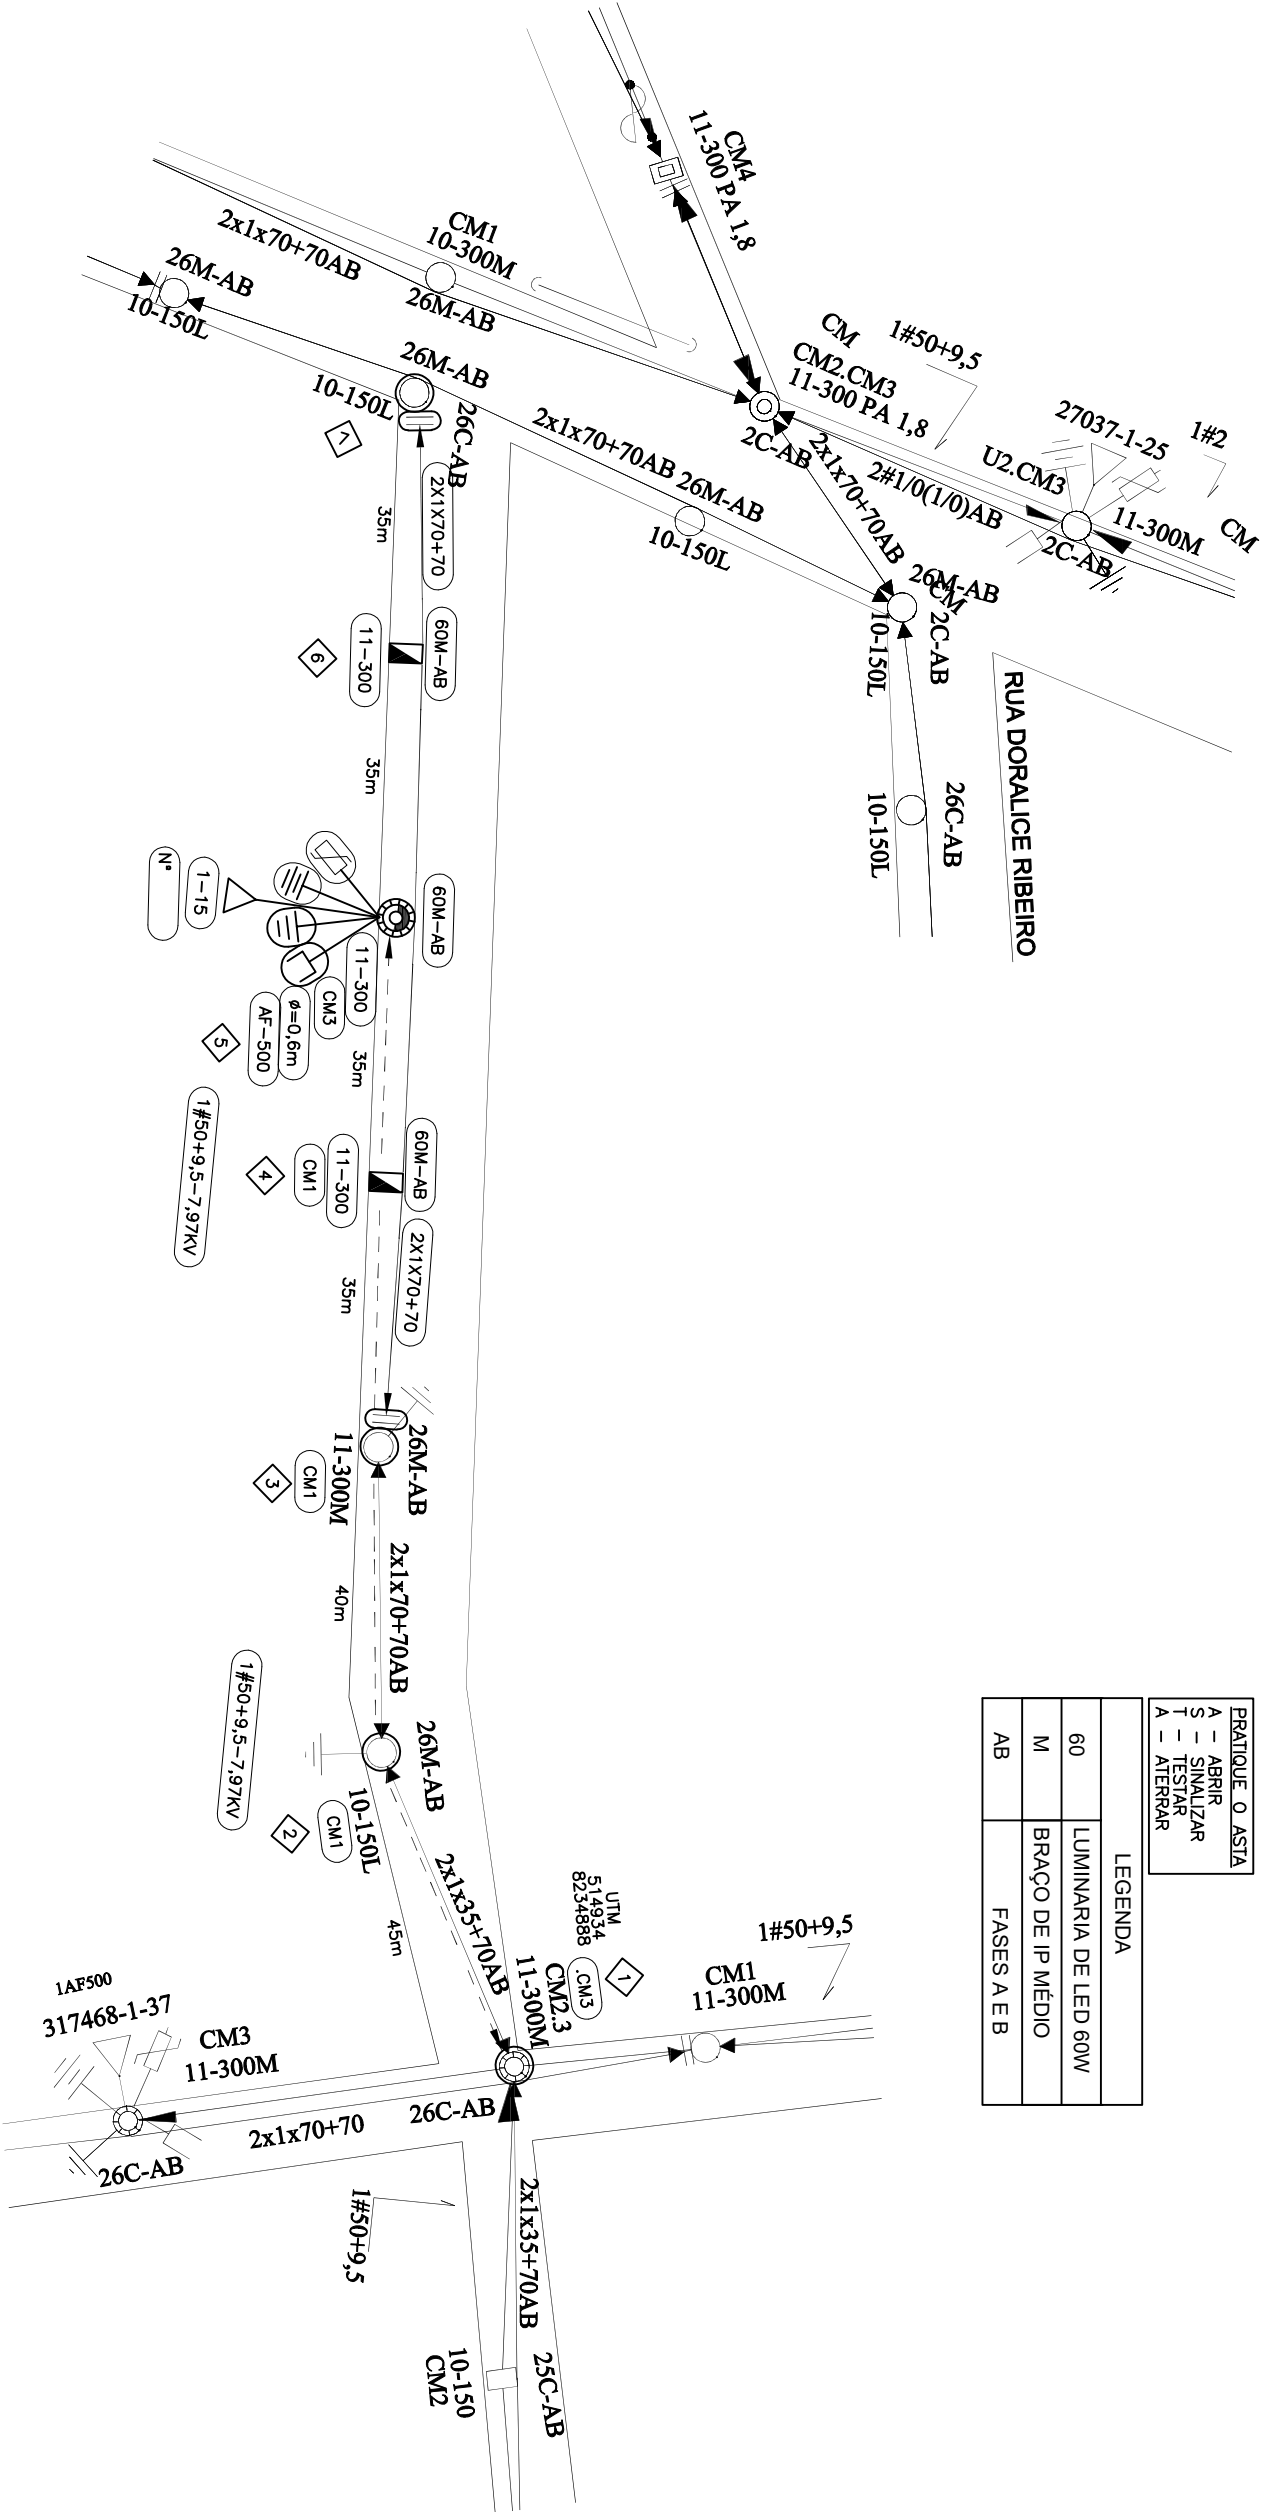 CM4
11-300 PA 1,8
CM1
10-300M
2x1x70+70AB
26M-AB
26M-AB
10-150L
26M-AB
10-150L
26C-AB
7
2X1X70+70
35m
2x1x70+70AB
26M-AB
10-150L
CM
CM2.CM3
11-300 PA 1,8
2C-AB
1#50+9,5
2x1x70+70AB
2#1/0(1/0)AB
U2.CM3
27037-1-25
1#2
11-300M
CM
2C-AB
26M-AB
CM
2C-AB
10-150L
26C-AB
10-150L
RUA DORALICE RIBEIRO
60M-AB
11-300
6
35m
60M-AB
11-300
CM3
ø=0,6m
AF-500
1-15
N°
5
35m
1#50+9,5-7,97KV
60M-AB
11-300
CM1
4
2X1X70+70
35m
26M-AB
11-300M
CM1
3
2x1x70+70AB
40m
1#50+9,5-7,97KV
26M-AB
10-150L
CM1
2
2x1x35+70AB
45m
UTM
514934
8234888
.CM3
1
CM2.3
11-300M
1#50+9,5
CM1
11-300M
26C-AB
1AF500
317468-1-37
CM3
11-300M
2x1x70+70
26C-AB
1#50+9,5
2x1x35+70AB
25C-AB
10-150
CM2
PRATIQUE O ASTA
A - ABRIR
S - SINALIZAR
T - TESTAR
A - ATERRAR
LEGENDA
60 LUMINARIA DE LED 60W
M BRAÇO DE IP MÉDIO
AB FASES A E B